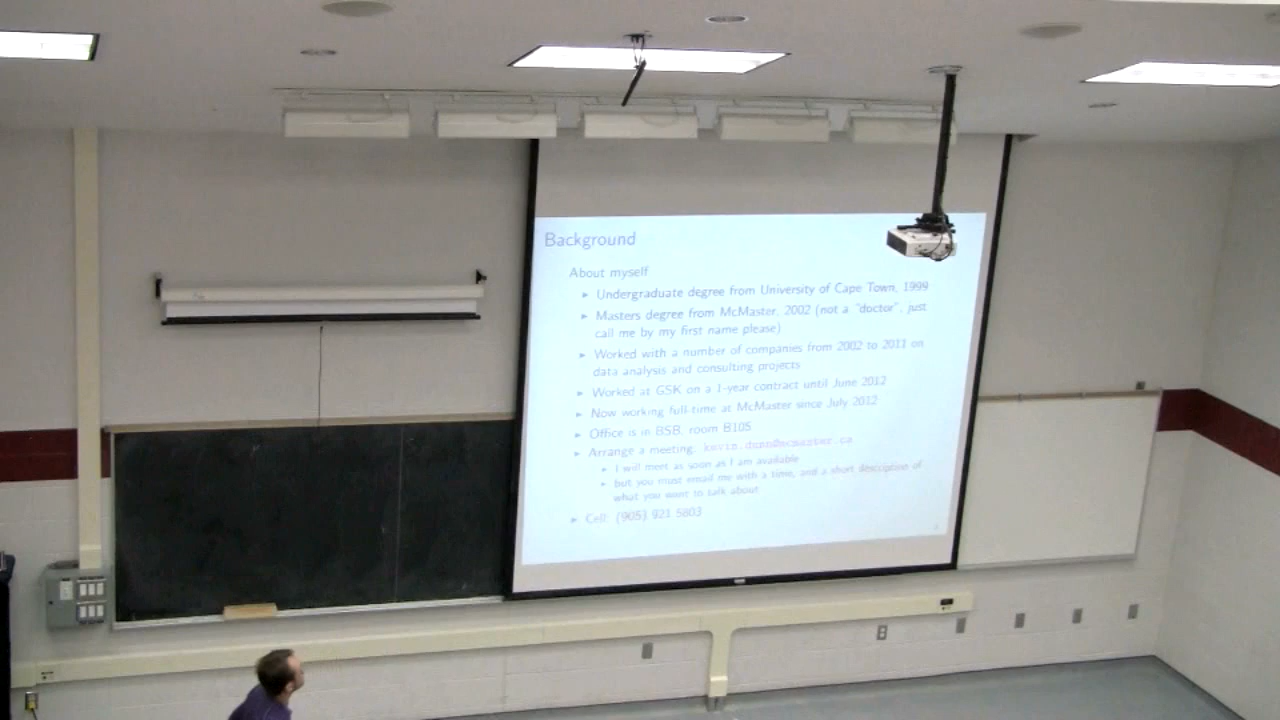 Background
About myself
Undergraduate degree from University of Cape Town, 1999
Masters degree from McMaster, 2002 (not a "doctor", just
call me by my first name please)
Worked with a number of companies from 2002 to 2011 on
data analysis and consulting projects
Worked at GSK on a 1-year contract until June 2012
Now working full-time at McMaster since July 2012
Office is in BSB, room B105
Arrange a meeting: kevin.dunn@mcmaster.ca
I will meet as soon as I am available
but you must email me with a time, and a short description of
what you want to talk about
Cell: (905) 921 5803